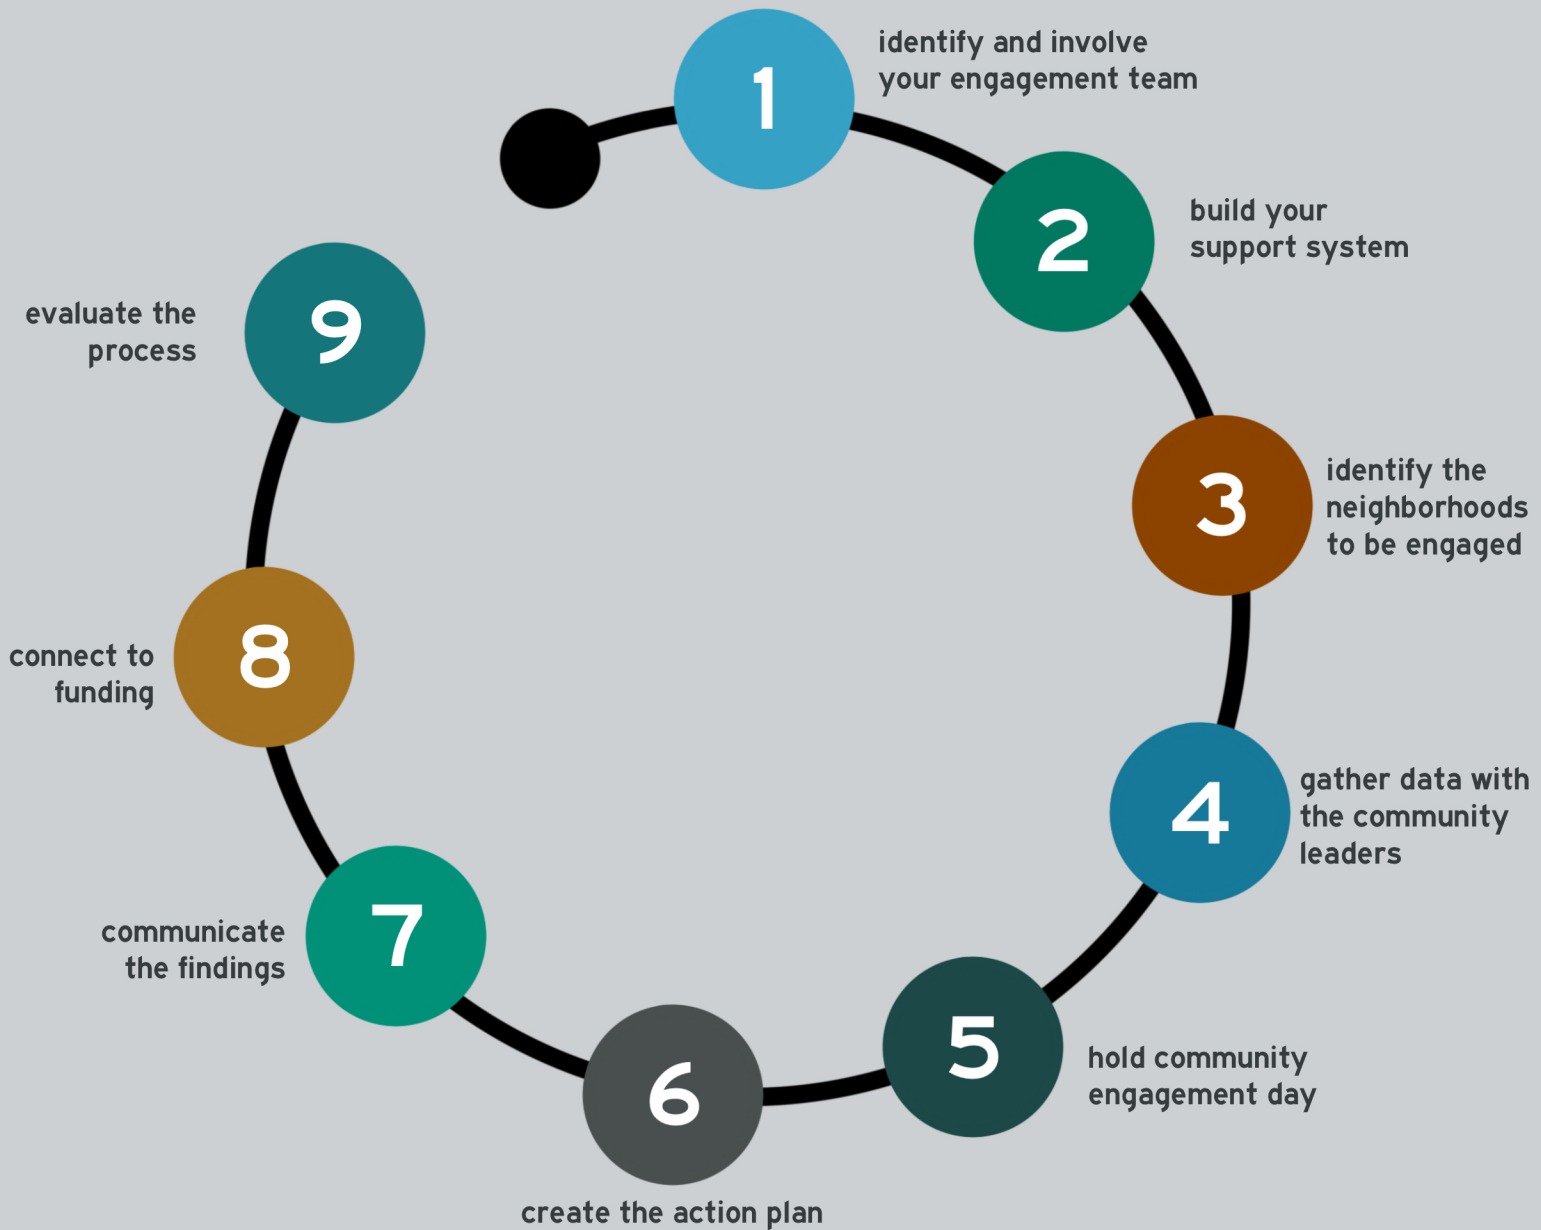 1
identify and involve
your engagement team
2
build your
support system
3
identify the
neighborhoods
to be engaged
4
gather data with
the community
leaders
5
hold community
engagement day
6
create the action plan
7
communicate
the findings
8
connect to
funding
9
evaluate the
process